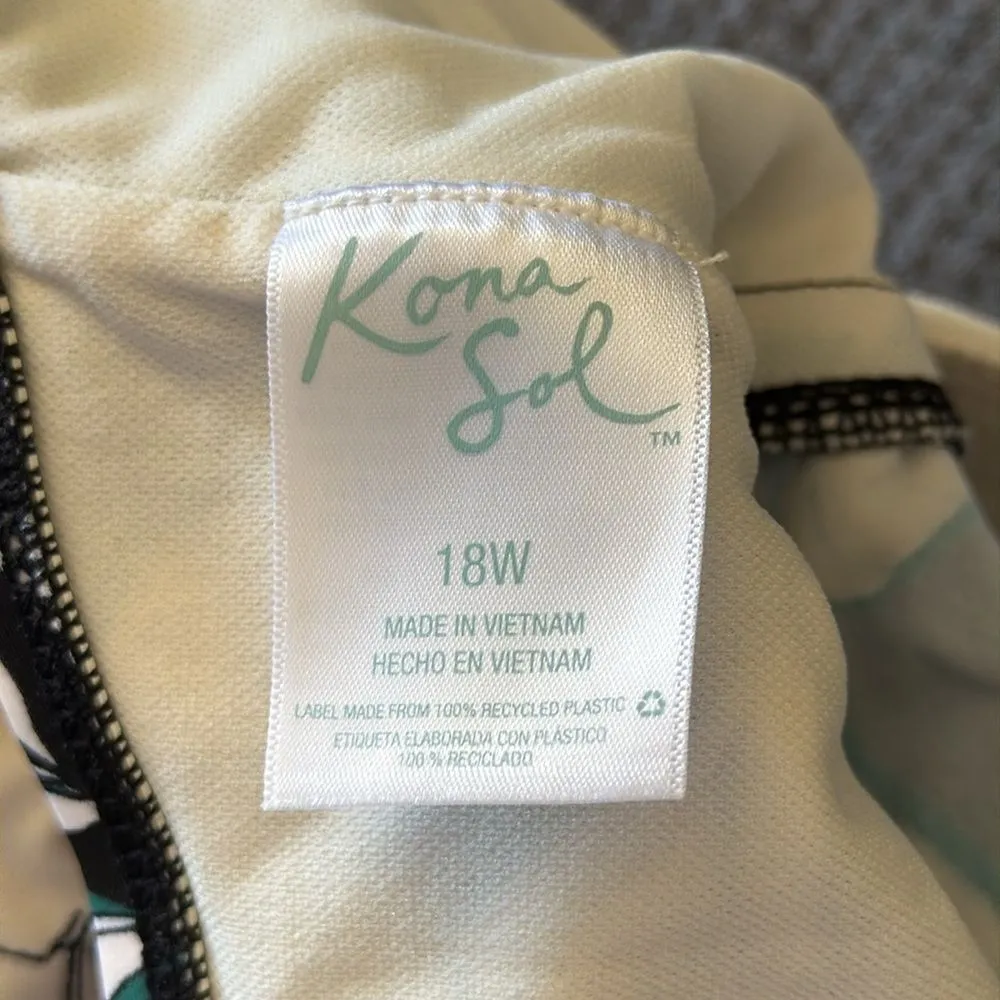 Kona
Sol
TM
18W
MADE IN VIETNAM
HECHO EN VIETNAM
LABEL MADE FROM 100% RECYCLED PLASTIC
ETIQUETA ELABORADA CON PLÁSTICO
100 % RECICLADO